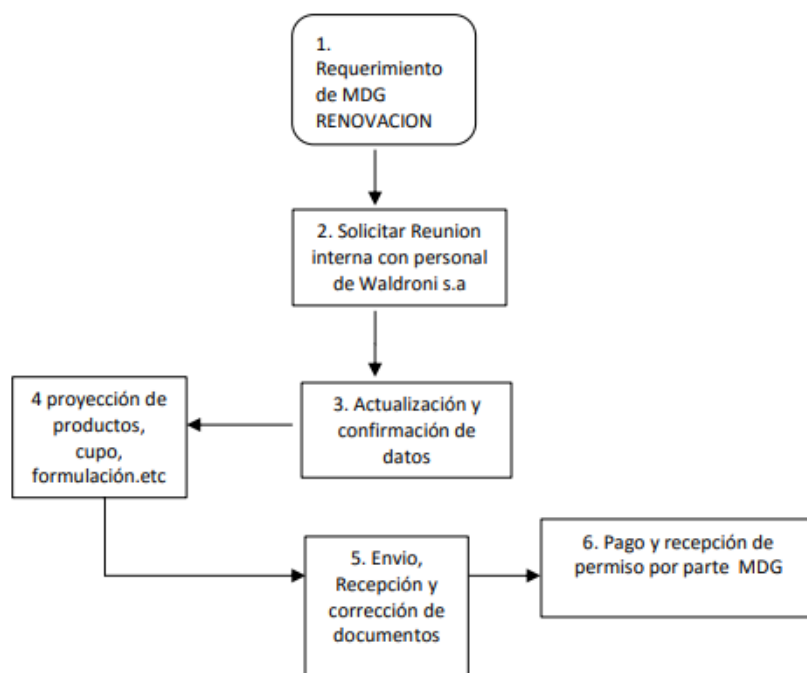 1.
Requerimiento
de MDG
RENOVACION
2. Solicitar Reunion
interna con personal
de Waldroni s.a
3. Actualización y
confirmación de
datos
4 proyección de
productos,
cupo,
formulación.etc
5. Envio,
Recepción y
corrección de
documentos
6. Pago y recepción de
permiso por parte MDG